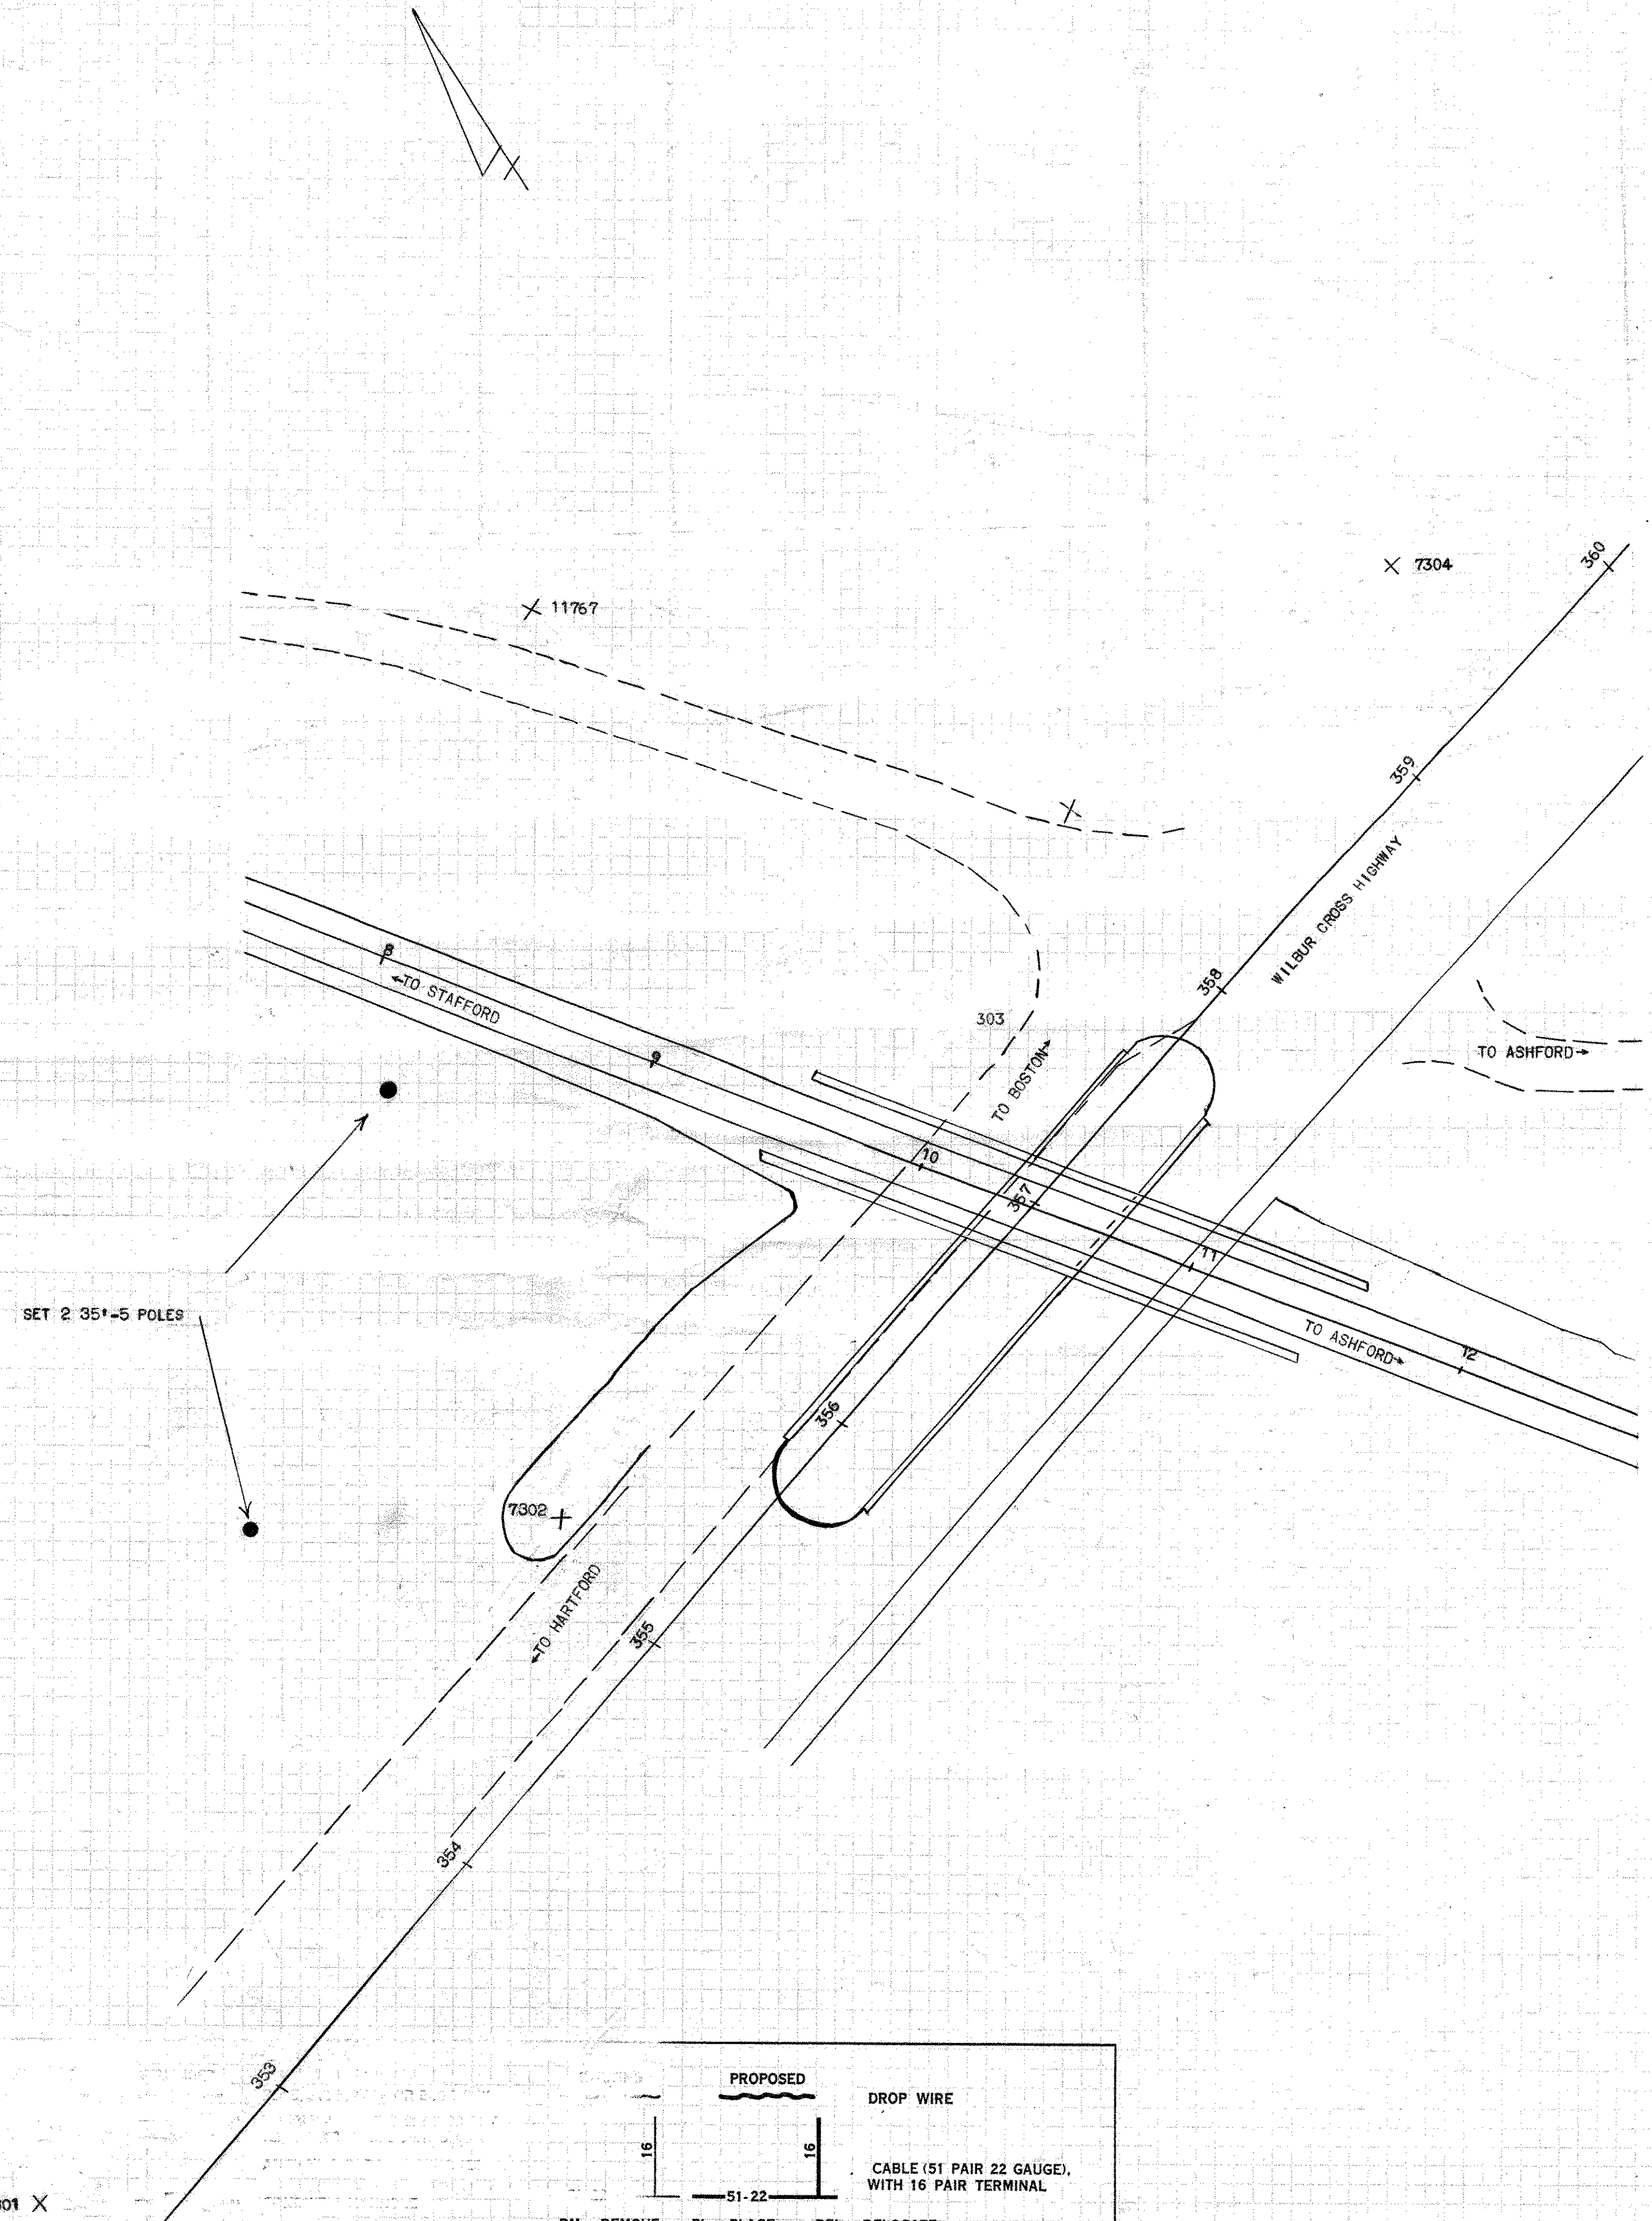 360
7304
11767
359
WILBUR CROSS HIGHWAY
8
←TO STAFFORD
358
303
TO BOSTON→
TO ASHFORD→
9
10
357
11
SET 2 35'-5 POLES
TO ASHFORD→
12
356
7302
←TO HARTFORD
355
354
353
PROPOSED
DROP WIRE
16
16
CABLE (51 PAIR 22 GAUGE),
WITH 16 PAIR TERMINAL
51-22